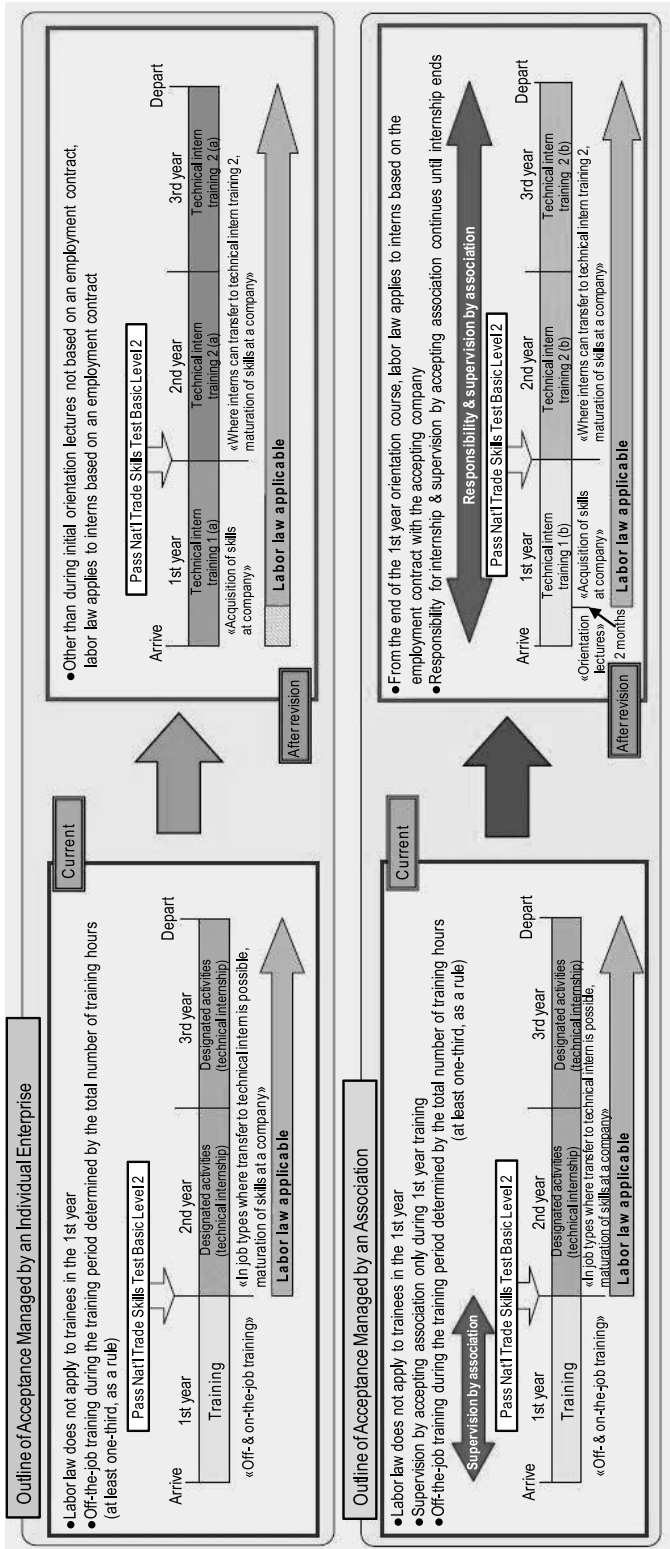 Outline of Acceptance Managed by an Individual Enterprise
Current
●Labor law does not apply to trainees in the 1st year
●Off-the-job training during the training period determined by the total number of training hours
(at least one-third, as a rule)
Pass Nat'l Trade Skills Test Basic Level 2
Arrive
1st year
2nd year
3rd year
Depart
Training
Designated activities
(technical internship)
Designated activities
(technical internship)
«Off- & on-the-job training»
«In job types where transfer to technical intern is possible,
maturation of skills at a company»
Labor law applicable
After revision
●Other than during initial orientation lectures not based on an employment contract,
labor law applies to interns based on an employment contract
Pass Nat'l Trade Skills Test Basic Level 2
Arrive
1st year
2nd year
3rd year
Depart
Technical intern
training 1 (a)
Technical intern
training 2 (a)
Technical intern
training 2 (a)
«Acquisition of skills
at company»
«Where interns can transfer to technical intern training 2,
maturation of skills at a company»
Labor law applicable
Outline of Acceptance Managed by an Association
Current
●Labor law does not apply to trainees in the 1st year
●Supervision by accepting association only during 1st year training
●Off-the-job training during the training period determined by the total number of training hours
(at least one-third, as a rule)
Supervision by association
Pass Nat'l Trade Skills Test Basic Level 2
Arrive
1st year
2nd year
3rd year
Depart
Training
Designated activities
(technical internship)
Designated activities
(technical internship)
«Off- & on-the-job training»
«In job types where transfer to technical intern is possible,
maturation of skills at a company»
Labor law applicable
After revision
●From the end of the 1st year orientation course, labor law applies to interns based on the
employment contract with the accepting company
●Responsibility for internship & supervision by accepting association continues until internship ends
Responsibility & supervision by association
Pass Nat'l Trade Skills Test Basic Level 2
Arrive
1st year
2nd year
3rd year
Depart
Technical intern
training 1 (b)
Technical intern
training 2 (b)
Technical intern
training 2 (b)
«Orientation
lectures»
«Acquisition of skills
at company»
«Where interns can transfer to technical intern training 2,
maturation of skills at a company»
2 months
Labor law applicable